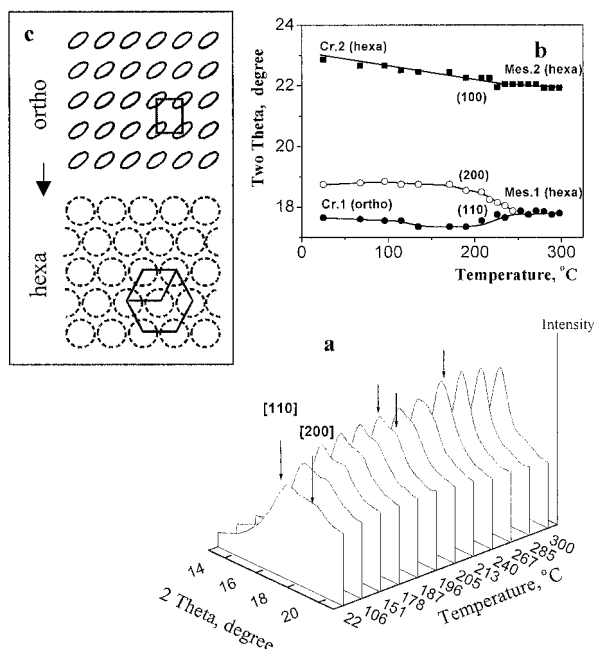 c
ortho
hexa
b
Two Theta, degree
24
22
20
18
Cr.2 (hexa)
Mes.2 (hexa)
(100)
(200)
Mes.1 (hexa)
(110)
Cr.1 (ortho)
0
100
200
300
Temperature, °C
a
Intensity
[110]
[200]
14
16
18
20
2 Theta, degree
22
106
151
178
187
196
205
213
240
267
285
300
Temperature, °C